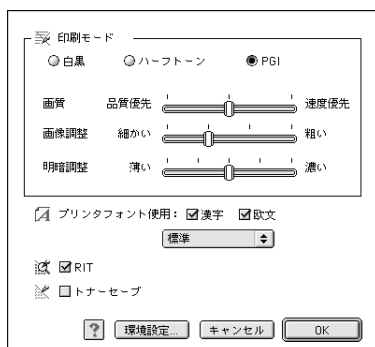 印刷モード
白黒 ハーフトーン PGI
画質 品質優先 速度優先
画像調整 細かい 粗い
明暗調整 薄い 濃い
プリンタフォント使用： 漢字 欧文
標準
RIT
トナーセーブ
? 環境設定... キャンセル OK